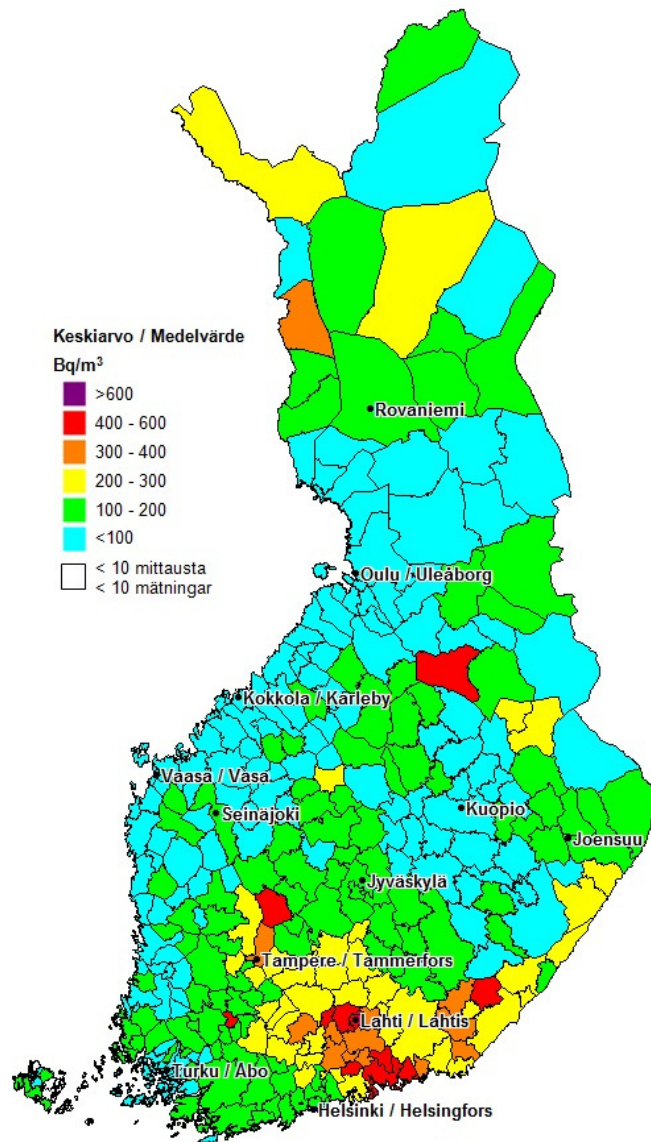 Keskiarvo / Medelvärde
Bq/m³
>600
400 - 600
300 - 400
200 - 300
100 - 200
<100
< 10 mittausta
< 10 mätningar
Rovaniemi
Oulu / Uleåborg
Kokkola / Karleby
Vaasa / Vasa
Seinäjoki
Kuopio
Joensuu
Jyväskylä
Tampere / Tammerfors
Lahti / Lahtis
Turku / Åbo
Helsinki / Helsingfors